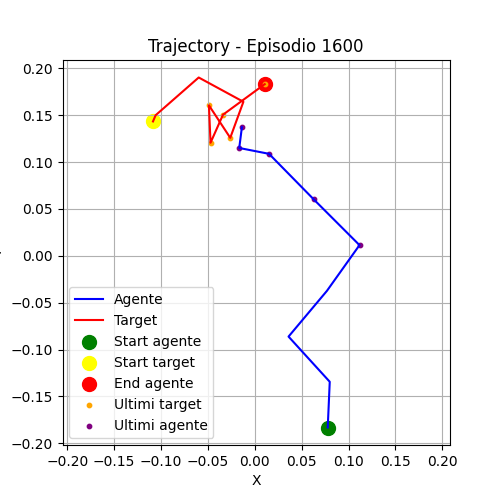 Trajectory - Episodio 1600
0.20
0.15
0.10
0.05
0.00
−0.05
−0.10
−0.15
−0.20
Agente
Target
Start agente
Start target
End agente
Ultimi target
Ultimi agente
−0.20 −0.15 −0.10 −0.05 0.00 0.05 0.10 0.15 0.20
X